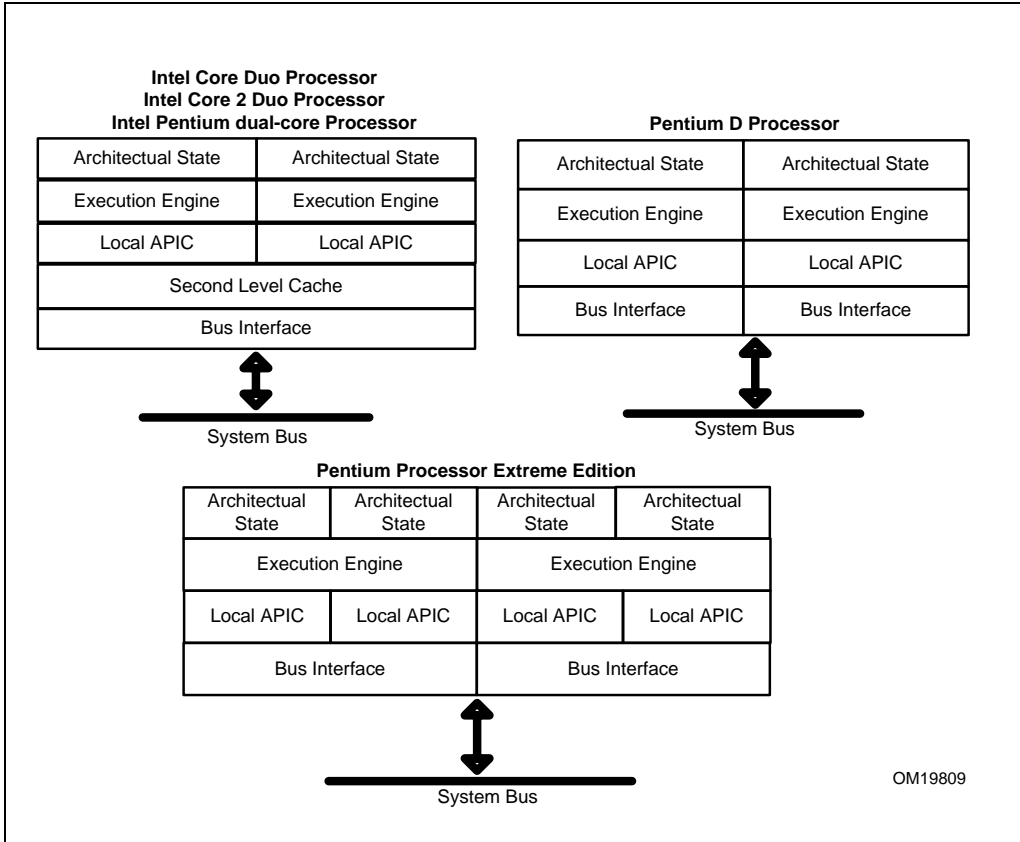 Intel Core Duo Processor
Intel Core 2 Duo Processor
Intel Pentium dual-core Processor
Architectual State Architectual State
Execution Engine Execution Engine
Local APIC Local APIC
Second Level Cache
Bus Interface
System Bus
Pentium D Processor
Architectual State Architectual State
Execution Engine Execution Engine
Local APIC Local APIC
Bus Interface Bus Interface
System Bus
Pentium Processor Extreme Edition
Architectual Architectual Architectual Architectual
State State State State
Execution Engine Execution Engine
Local APIC Local APIC Local APIC Local APIC
Bus Interface Bus Interface
System Bus
OM19809